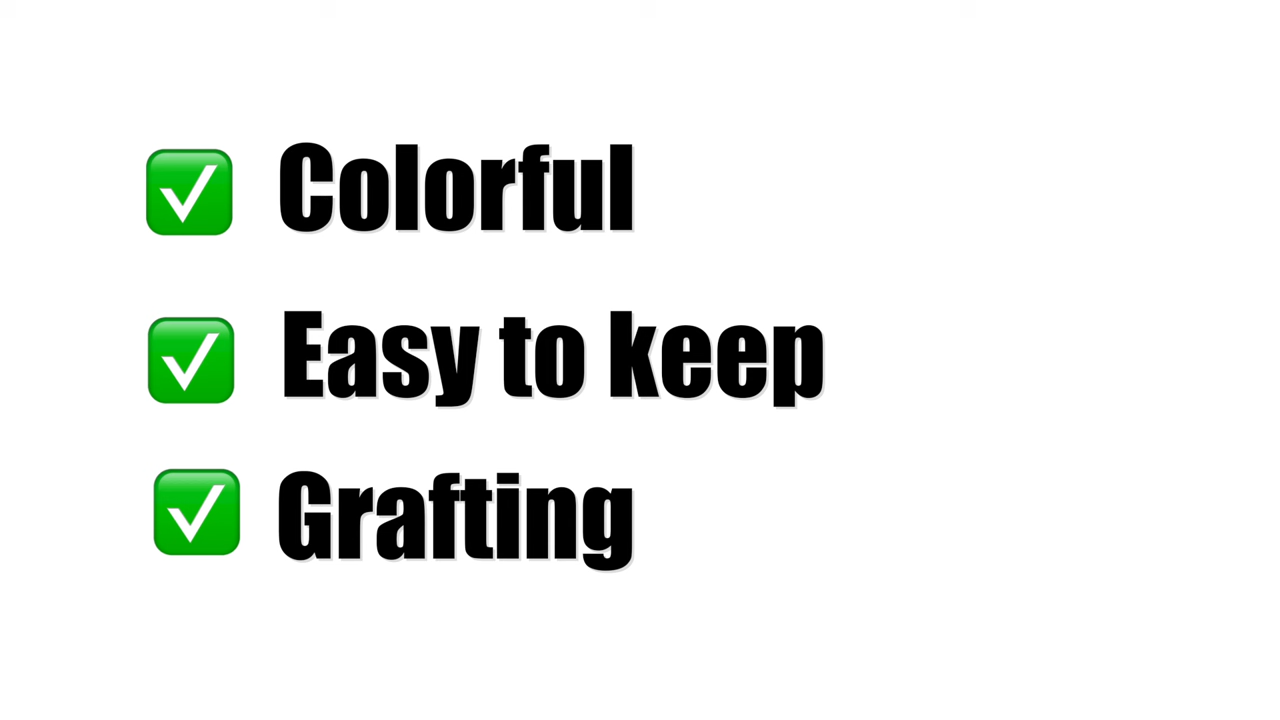 ✅ Colorful
✅ Easy to keep
✅ Grafting